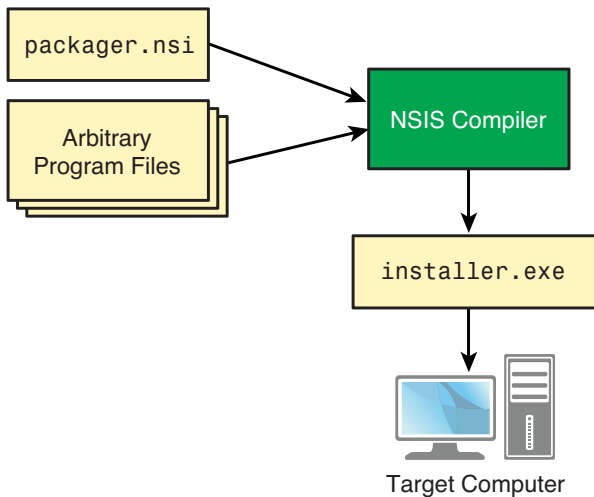 packager.nsi
Arbitrary
Program Files
NSIS Compiler
installer.exe
Target Computer